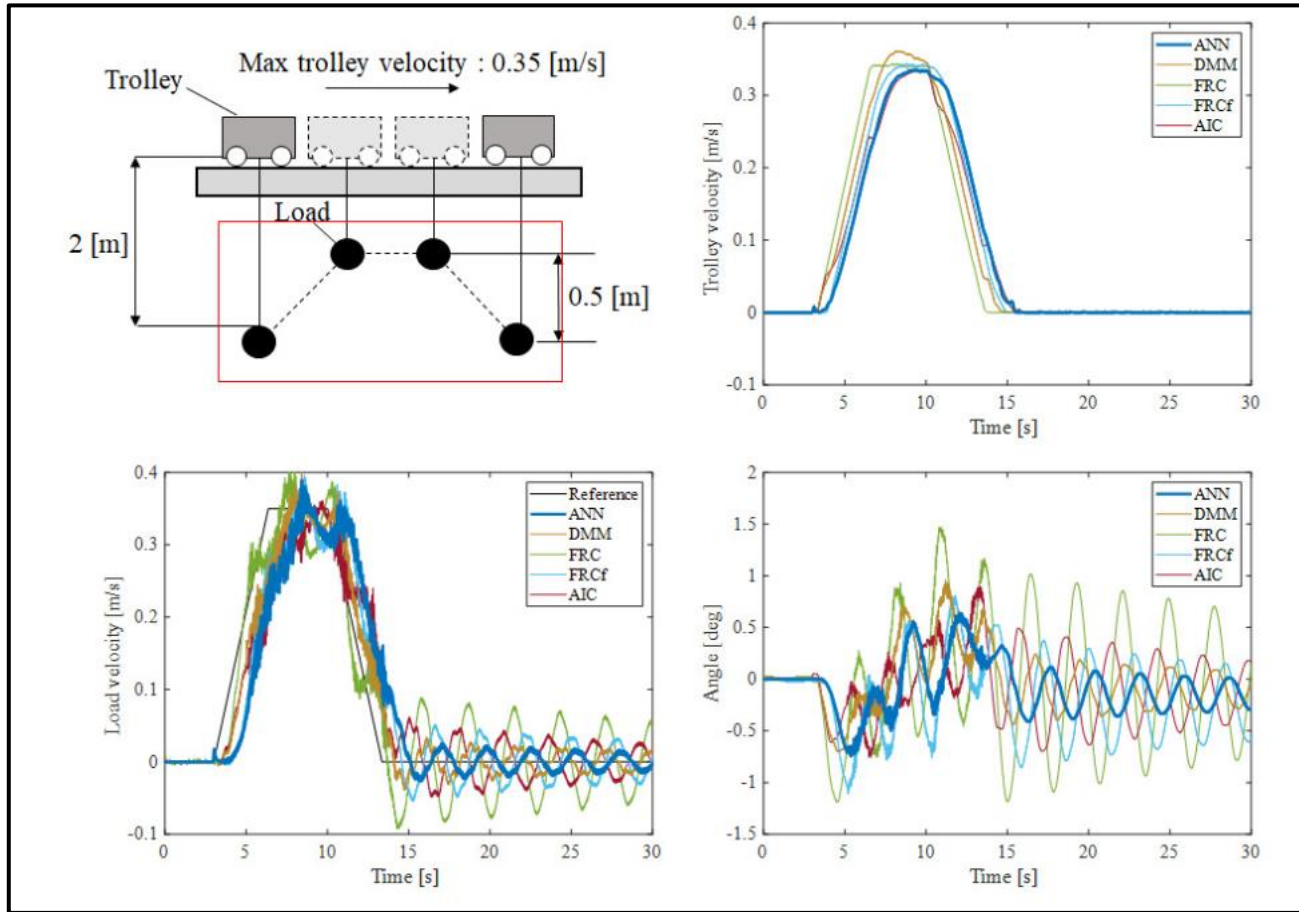 Max trolley velocity : 0.35 [m/s]
Trolley
Load
2 [m]
0.5 [m]
0.4
0.3
0.2
0.1
0
-0.1
Trolley velocity [m/s]
0 5 10 15 20 25 30
Time [s]
ANN
DMM
FRC
FRCf
AIC
0.4
0.3
0.2
0.1
0
-0.1
Load velocity [m/s]
0 5 10 15 20 25 30
Time [s]
Reference
ANN
DMM
FRC
FRCf
AIC
2
1.5
1
0.5
0
-0.5
-1
-1.5
Angle [deg]
0 5 10 15 20 25 30
Time [s]
ANN
DMM
FRC
FRCf
AIC